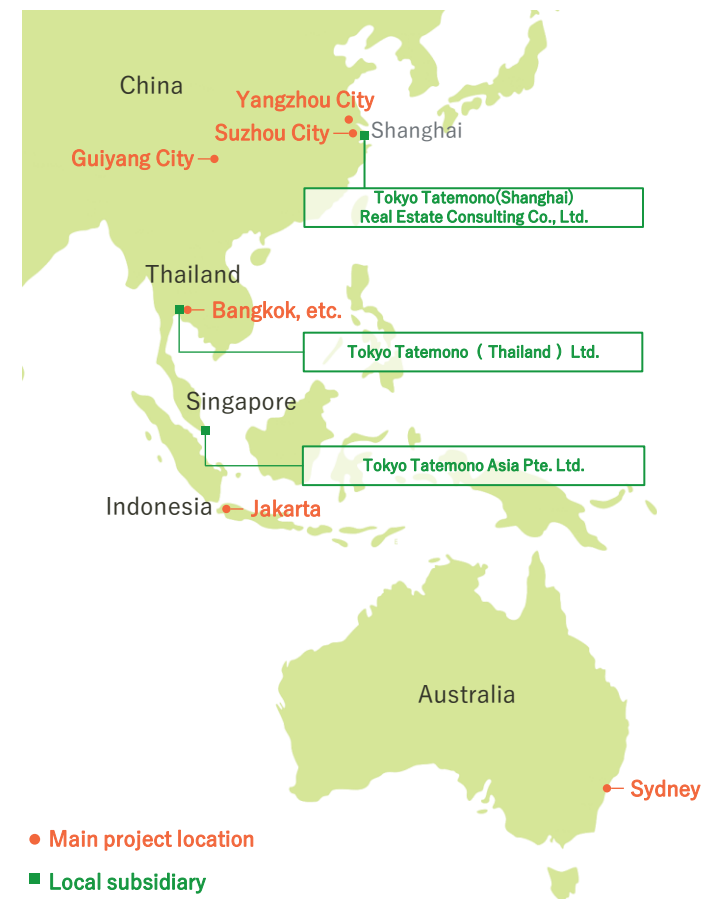 China
Yangzhou City
Suzhou City
Shanghai
Guiyang City
Tokyo Tatemono(Shanghai)
Real Estate Consulting Co., Ltd.
Thailand
Bangkok, etc.
Tokyo Tatemono ( Thailand ) Ltd.
Singapore
Tokyo Tatemono Asia Pte. Ltd.
Indonesia
Jakarta
Australia
Sydney
Main project location
Local subsidiary